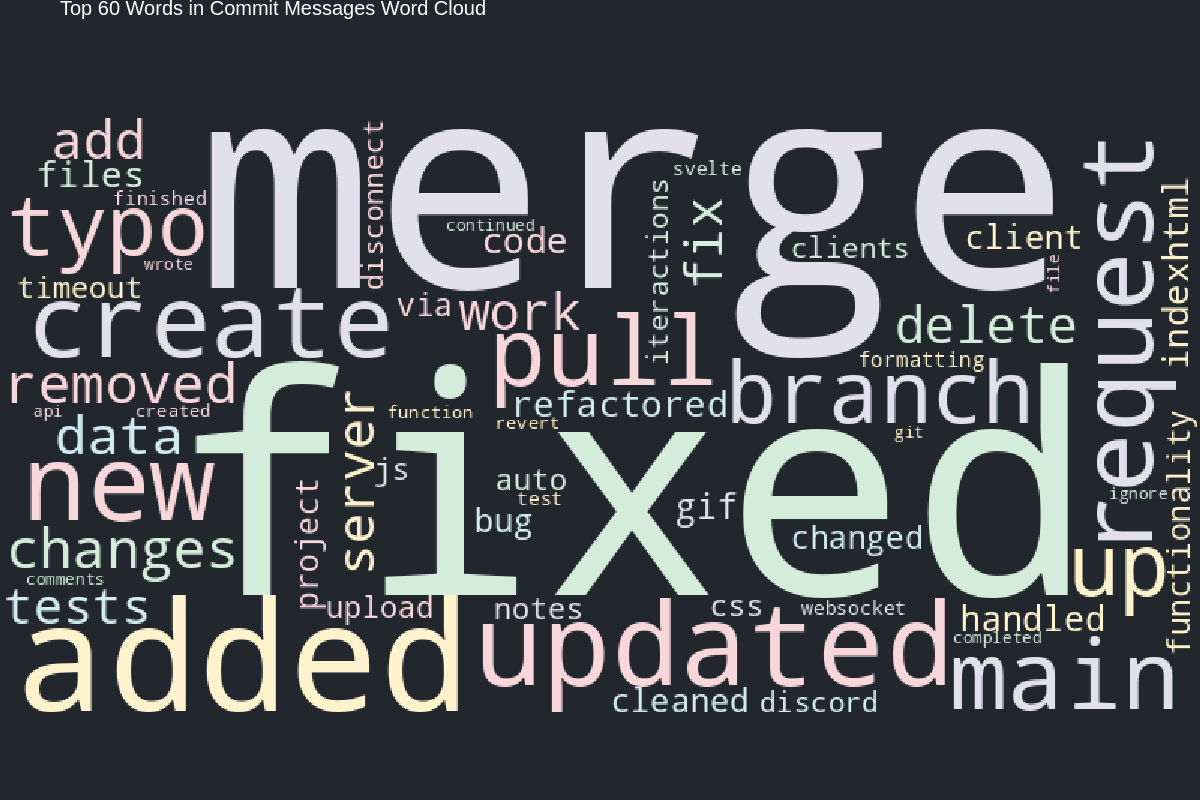 Top 60 Words in Commit Messages Word Cloud
merge
add
disconnect
request
files
svelte
interactions
indexhtml
finished
typo
fix
continued
code
clients
client
wrote
file
timeout
create
via
work
pull
delete
formatting
removed
branch
fixed
api
created
server
function
refactored
revert
git
data
functionality
new
js
auto
test
gif
ignore
project
bug
changed
changes
up
comments
tests
upload
notes
css
websocket
handled
added
updated
completed
main
cleaned
discord